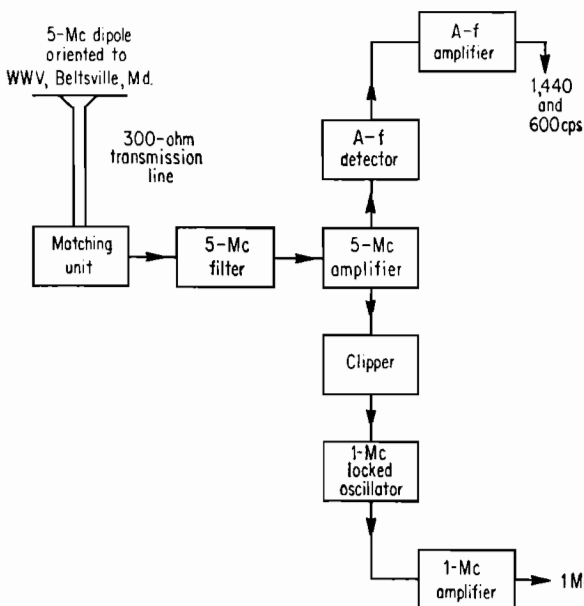 5-Mc dipole
oriented to
WWV, Beltsville, Md.
300-ohm
transmission
line
Matching
unit
5-Mc
filter
5-Mc
amplifier
A-f
detector
A-f
amplifier
1,440
and
600cps
Clipper
1-Mc
locked
oscillator
1-Mc
amplifier
1M